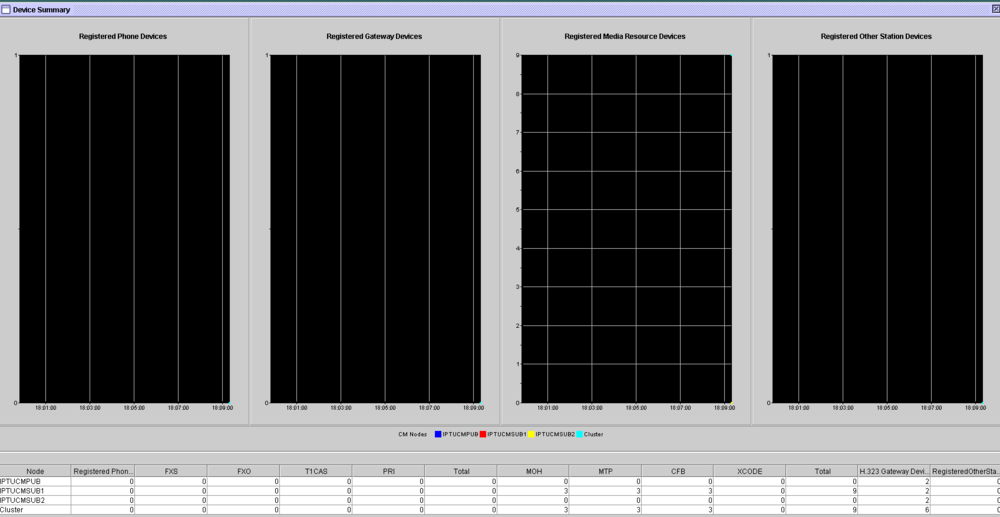 Device Summary
Registered Phone Devices Registered Gateway Devices Registered Media Resource Devices Registered Other Station Devices
1 1 9 1
8
7
6
5
4
3
2
1
0 0 0 0
18:01:00 18:03:00 18:05:00 18:07:00 18:09:00 18:01:00 18:03:00 18:05:00 18:07:00 18:09:00 18:01:00 18:03:00 18:05:00 18:07:00 18:09:00 18:01:00 18:03:00 18:05:00 18:07:00 18:09:00
CM Nodes IPTUCMPUB IPTUCMSUB1 IPTUCMSUB2 Cluster
Node Registered Phon... FXS FXO T1CAS PRI Total MOH MTP CFB XCODE Total H.323 Gateway Devi... RegisteredOtherSta...
IPTUCMPUB 0 0 0 0 0 0 0 0 0 0 0 2 0
IPTUCMSUB1 0 0 0 0 0 0 3 3 3 0 9 2 0
IPTUCMSUB2 0 0 0 0 0 0 0 0 0 0 0 2 0
Cluster 0 0 0 0 0 0 3 3 3 0 9 6 0